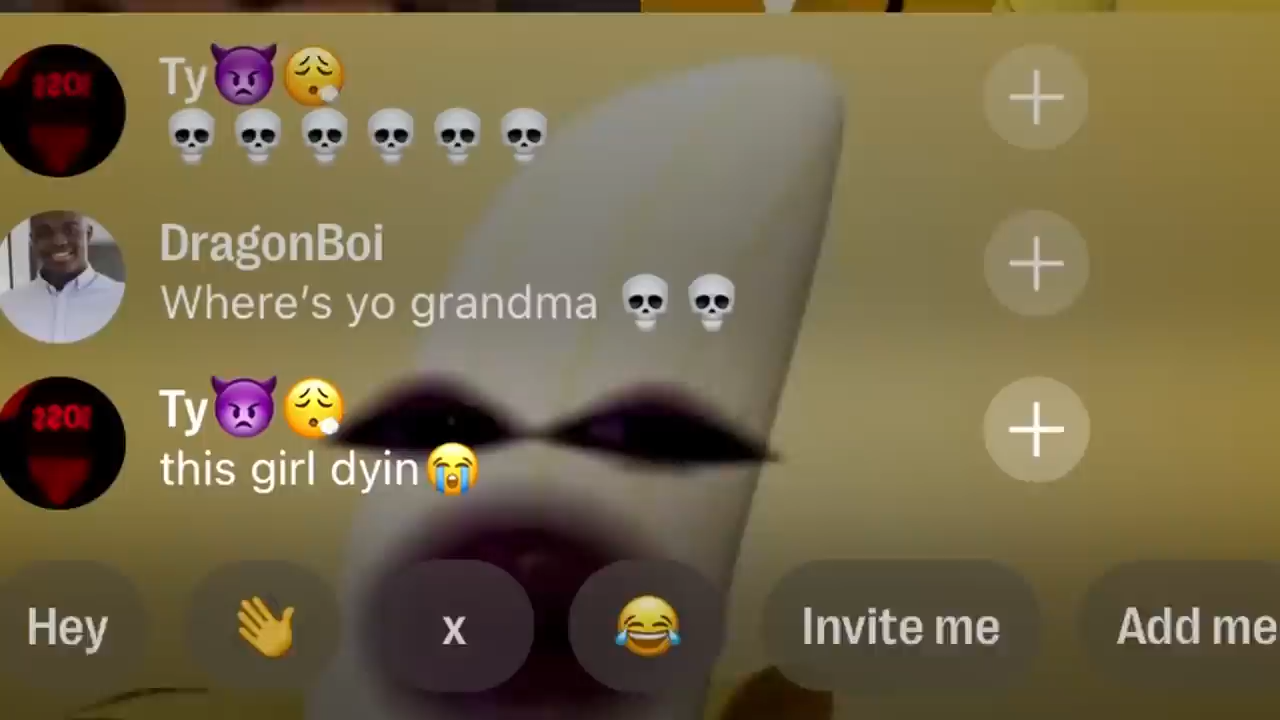 Ty😈😮‍💨
💀 💀 💀 💀 💀 💀
DragonBoi
Where's yo grandma 💀 💀
Ty😈😮‍💨
this girl dyin😭
Hey
👋
x
😂
Invite me
Add me